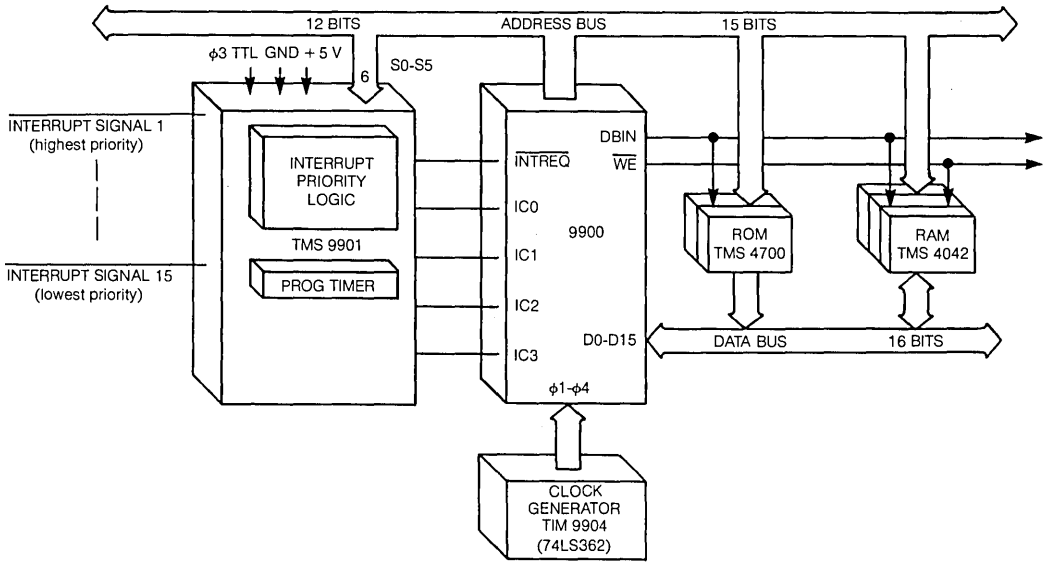 12 BITS ADDRESS BUS 15 BITS
φ3 TTL GND +5 V
6
S0-S5
INTERRUPT SIGNAL 1
(highest priority)
INTERRUPT SIGNAL 15
(lowest priority)
INTERRUPT
PRIORITY
LOGIC
TMS 9901
PROG TIMER
INTREQ
IC0
IC1
IC2
IC3
9900
DBIN
WE
D0-D15
φ1-φ4
ROM
TMS 4700
RAM
TMS 4042
DATA BUS 16 BITS
CLOCK
GENERATOR
TIM 9904
(74LS362)